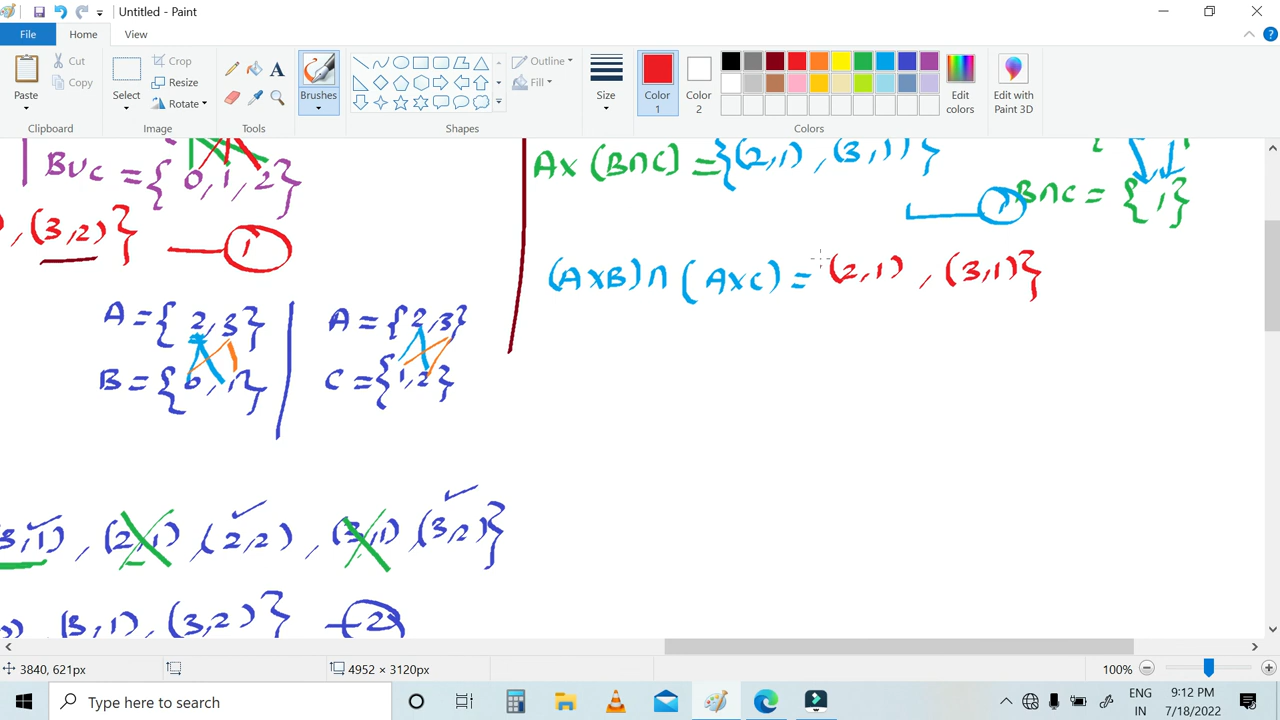 Untitled - Paint
File Home View
Paste
Cut
Copy
Clipboard
Select
Crop
Resize
Rotate
Image
Tools
Brushes
Shapes
Outline
Fill
Size
Color 1
Color 2
Colors
Edit colors
Edit with Paint 3D
B∪C = { 0, 1, 2 }
A× (B∩C) = {(2,1) , (3,1)}
1
B∩C = { 1 }
, (3,2) } 1
(A×B)∩ (A×C) = (2,1) , (3,1)}
A = { 2, 3 }
A = { 2, 3 }
B = { 0, 1 }
C = { 1, 2 }
3,1) , (2,1) , (2,2) , (3,1) (3,2) }
, (3,1) , (3,2) } 2
3840, 621px
4952 × 3120px
100%
Type here to search
ENG
IN
9:12 PM
7/18/2022